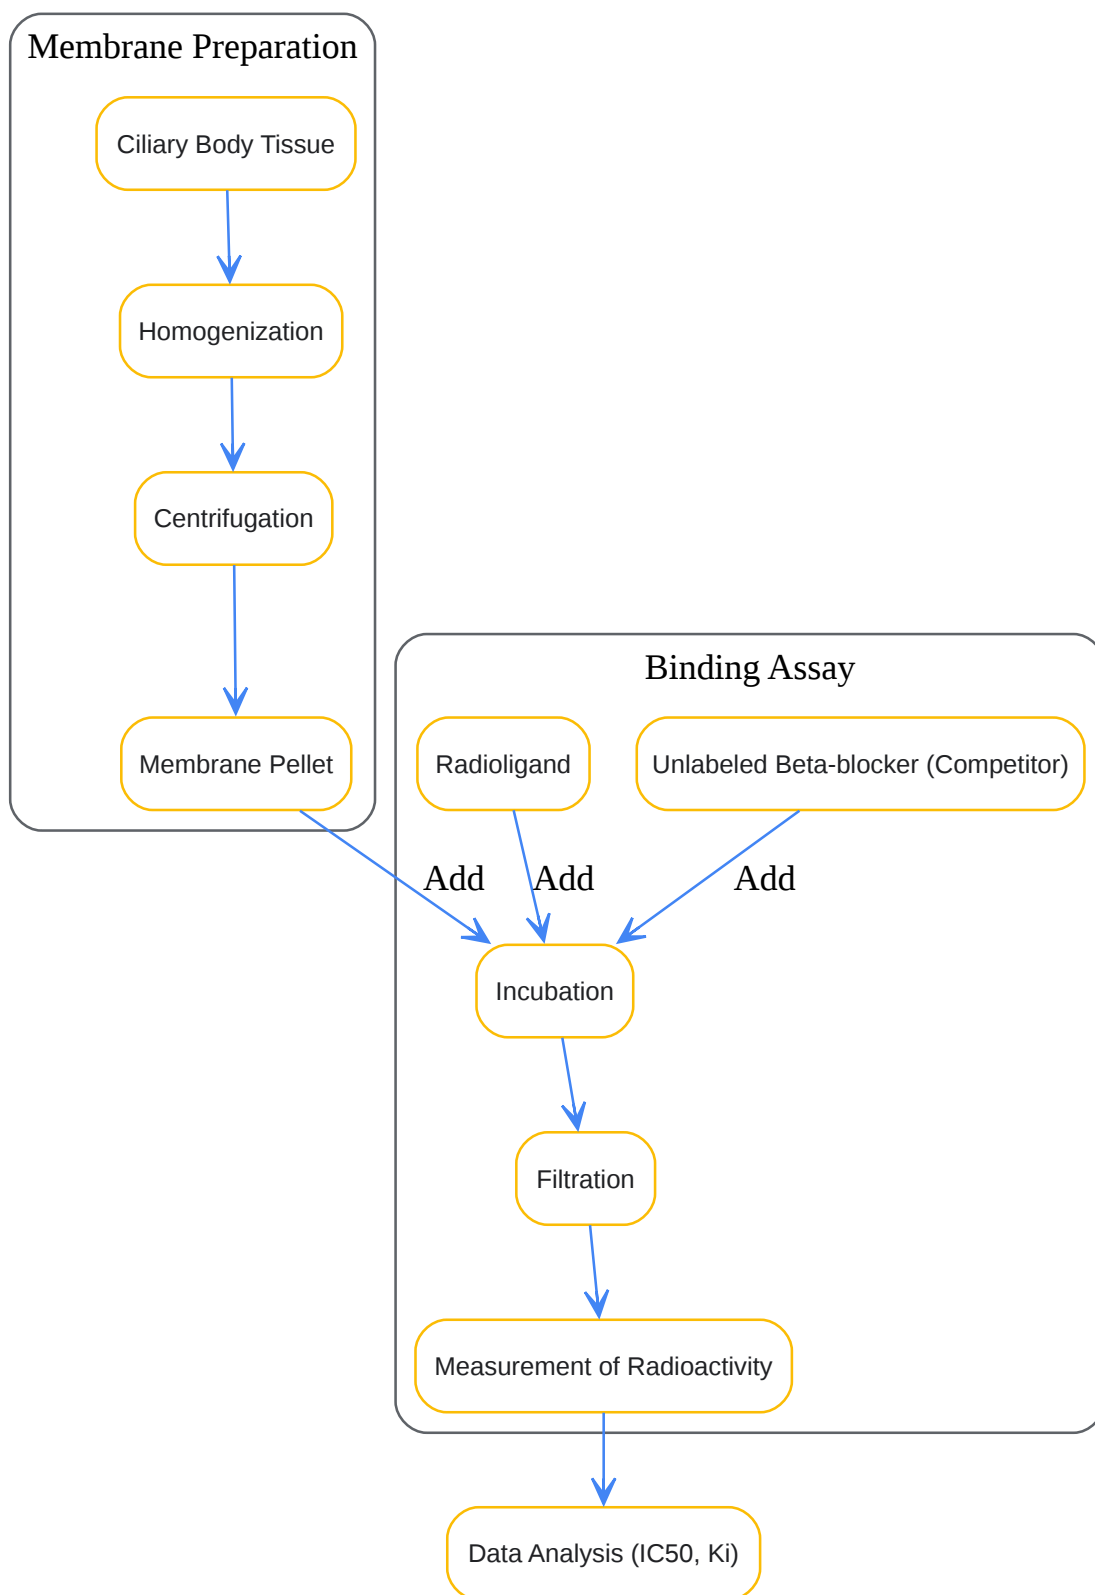 Membrane Preparation
Ciliary Body Tissue
Homogenization
Centrifugation
Membrane Pellet
Binding Assay
Radioligand
Unlabeled Beta-blocker (Competitor)
Add
Add
Add
Incubation
Filtration
Measurement of Radioactivity
Data Analysis (IC50, Ki)